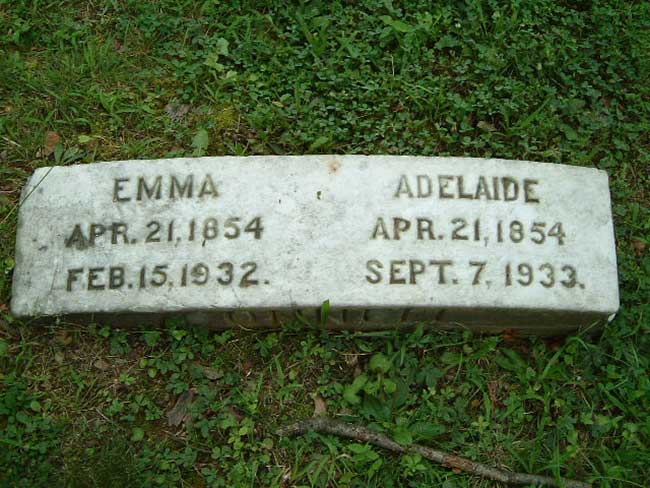 EMMA
APR. 21, 1854
FEB. 15, 1932.
ADELAIDE
APR. 21, 1854
SEPT. 7, 1933.